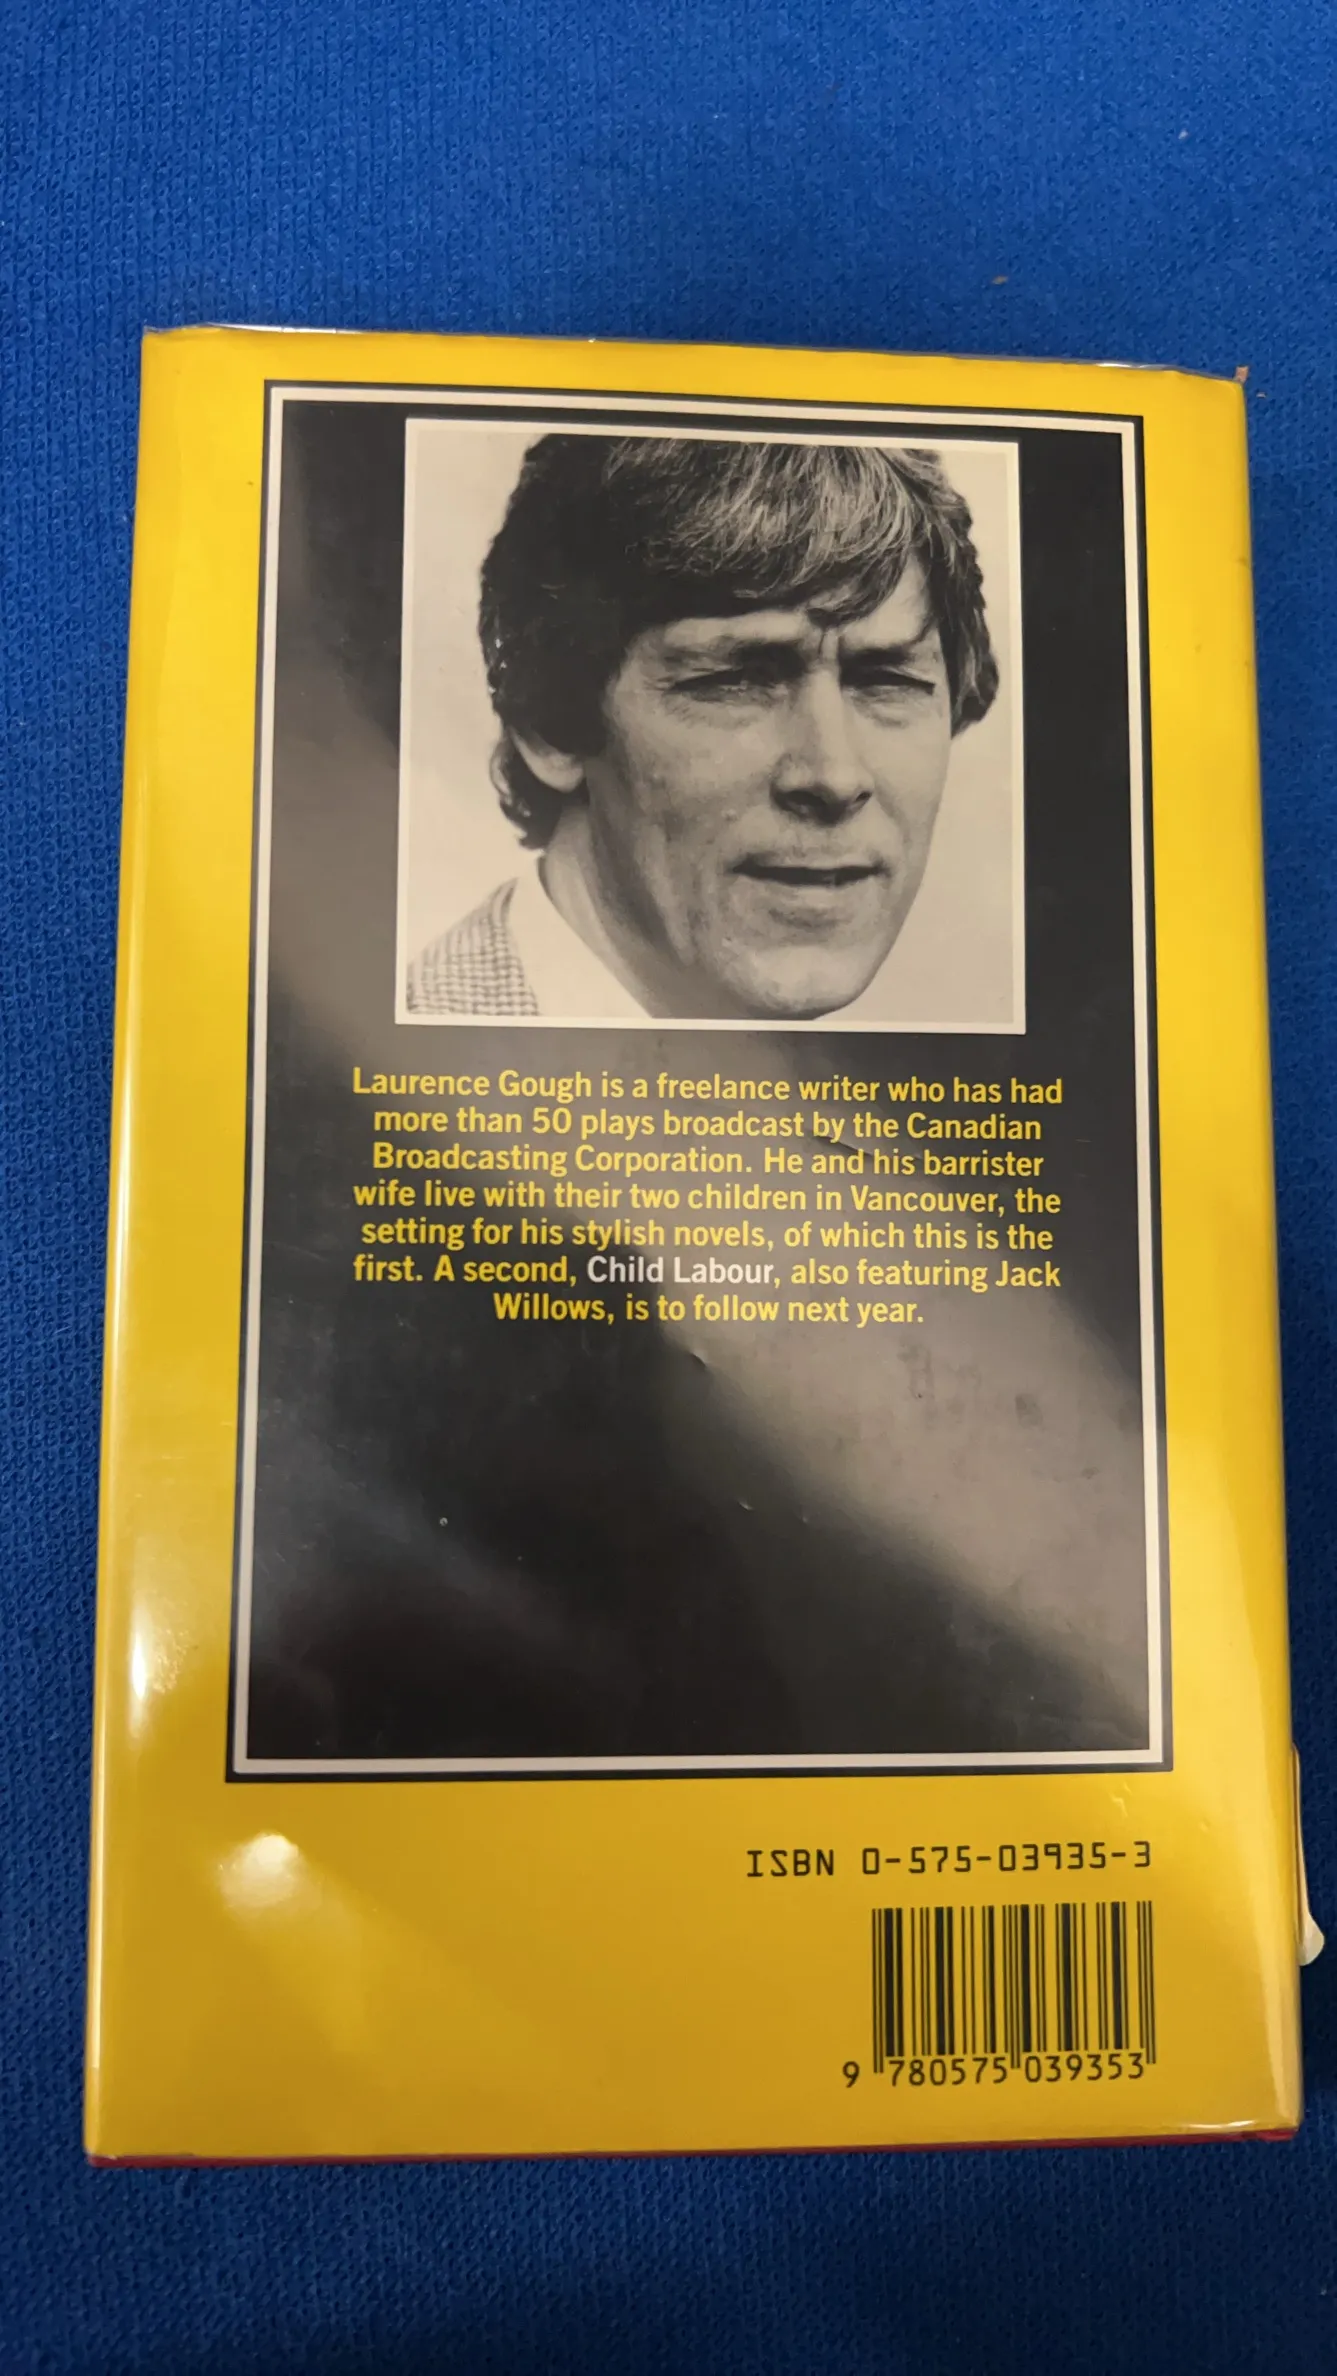 Laurence Gough is a freelance writer who has had
more than 50 plays broadcast by the Canadian
Broadcasting Corporation. He and his barrister
wife live with their two children in Vancouver, the
setting for his stylish novels, of which this is the
first. A second, Child Labour, also featuring Jack
Willows, is to follow next year.
ISBN 0-575-03935-3
9 780575 039353